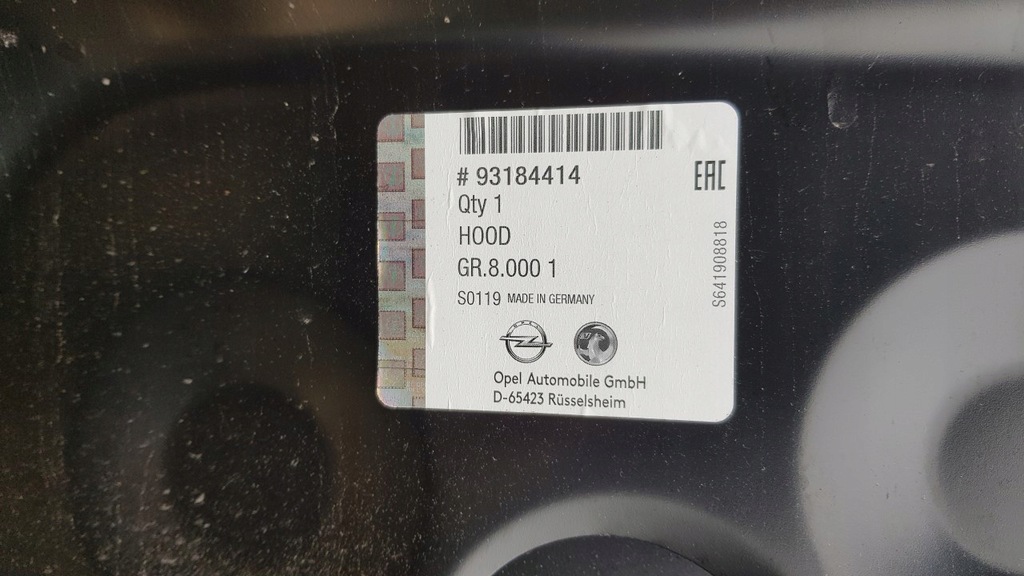 # 93184414
EAC
Qty 1
HOOD
GR.8.000 1
S0119 MADE IN GERMANY
S641908818
OPEL
Opel Automobile GmbH
D-65423 Rüsselsheim